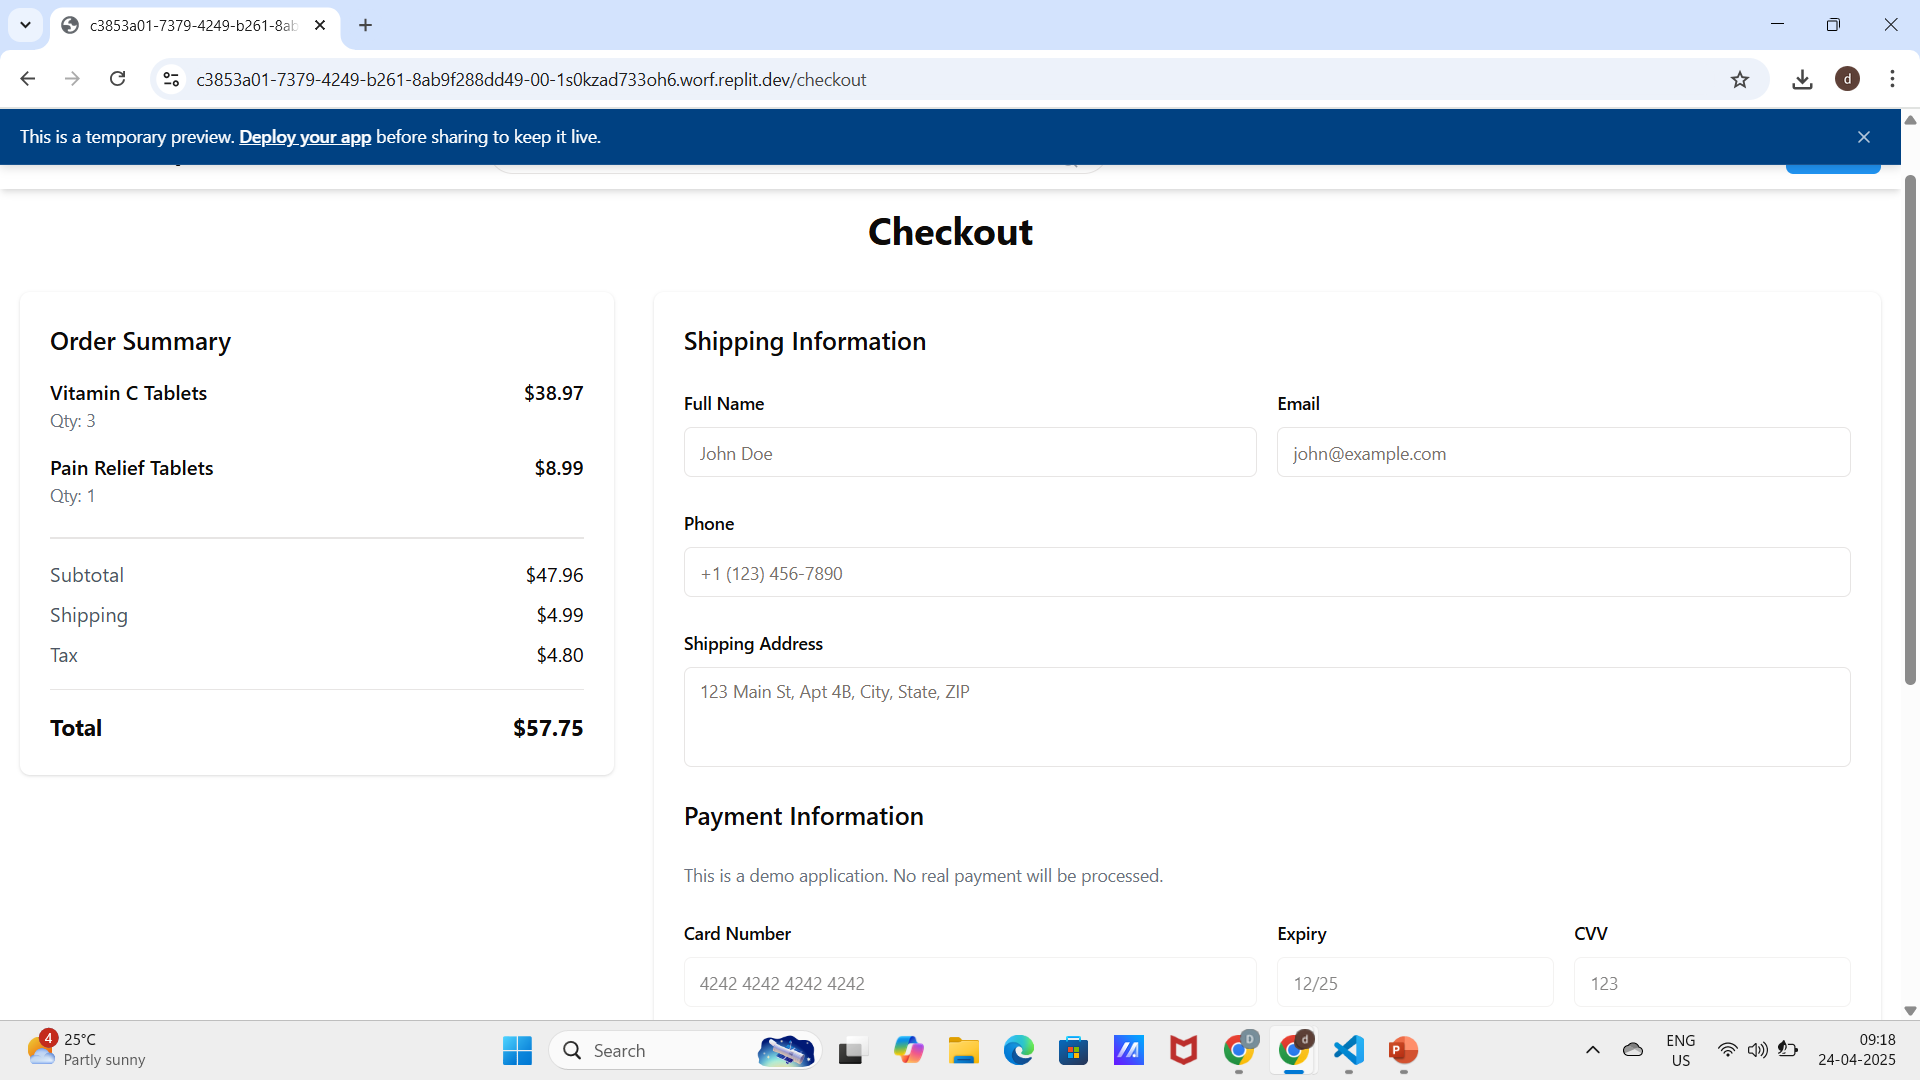 c3853a01-7379-4249-b261-8ab
c3853a01-7379-4249-b261-8ab9f288dd49-00-1s0kzad733oh6.worf.replit.dev/checkout
d
This is a temporary preview. Deploy your app before sharing to keep it live.
Checkout
Order Summary
Vitamin C Tablets $38.97
Qty: 3
Pain Relief Tablets $8.99
Qty: 1
Subtotal $47.96
Shipping $4.99
Tax $4.80
Total $57.75
Shipping Information
Full Name Email
John Doe john@example.com
Phone
+1 (123) 456-7890
Shipping Address
123 Main St, Apt 4B, City, State, ZIP
Payment Information
This is a demo application. No real payment will be processed.
Card Number Expiry CVV
4242 4242 4242 4242 12/25 123
4
25°C
Partly sunny
Search
D
d
P
ENG
US
09:18
24-04-2025